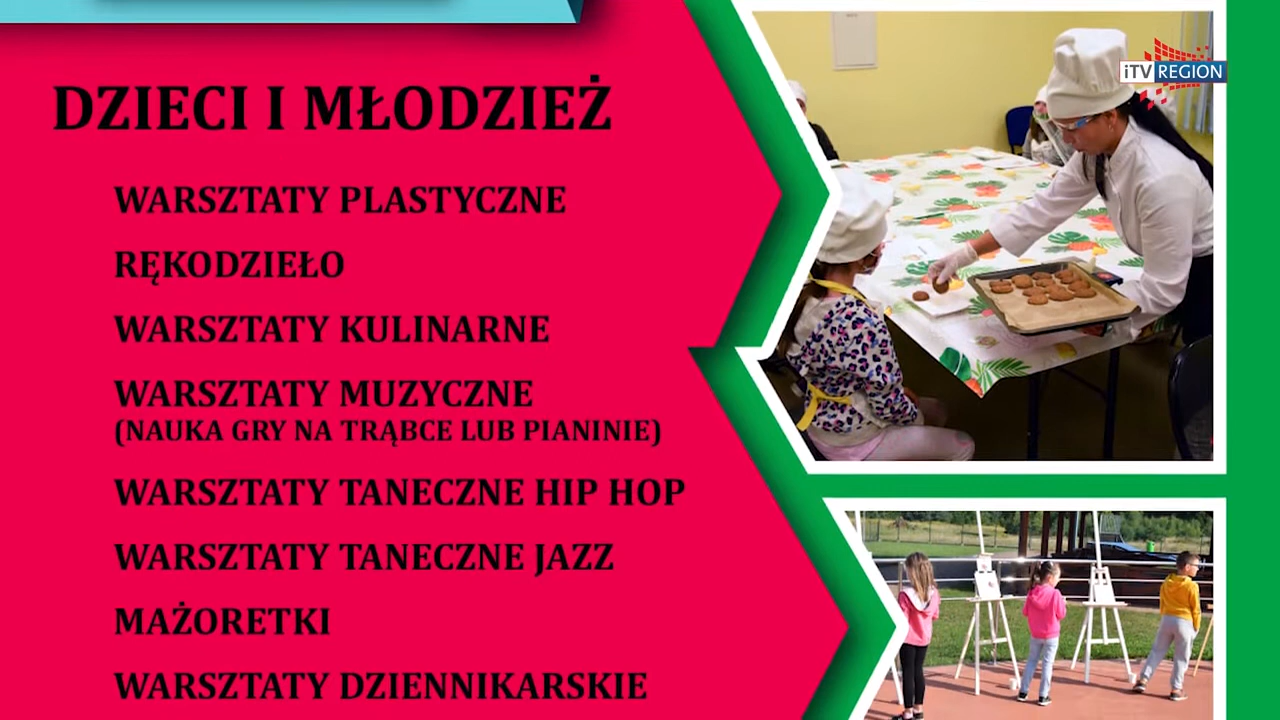 iTV REGION
DZIECI I MŁODZIEŻ
WARSZTATY PLASTYCZNE
RĘKODZIEŁO
WARSZTATY KULINARNE
WARSZTATY MUZYCZNE
(NAUKA GRY NA TRĄBCE LUB PIANINIE)
WARSZTATY TANECZNE HIP HOP
WARSZTATY TANECZNE JAZZ
MAŻORETKI
WARSZTATY DZIENNIKARSKIE